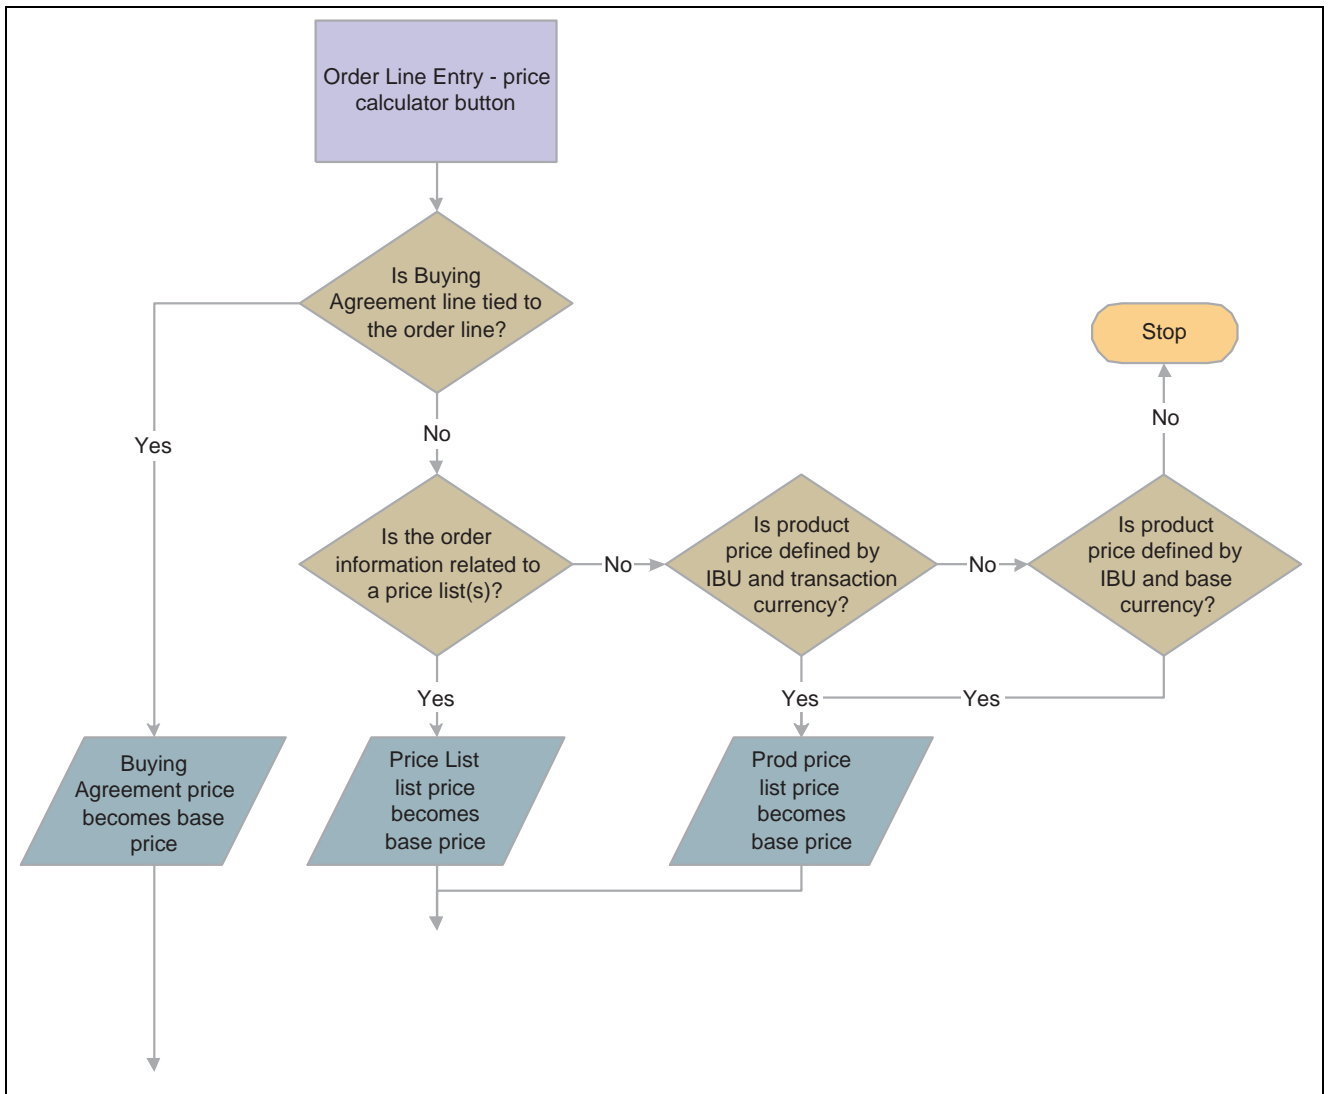 Order Line Entry - price
calculator button
Is Buying
Agreement line tied to
the order line?
Stop
No
Yes
No
Is the order
information related to
a price list(s)?
No
Is product
price defined by
IBU and transaction
currency?
No
Is product
price defined by
IBU and base
currency?
Yes
Yes
Yes
Buying
Agreement price
becomes base
price
Price List
list price
becomes
base price
Prod price
list price
becomes
base price